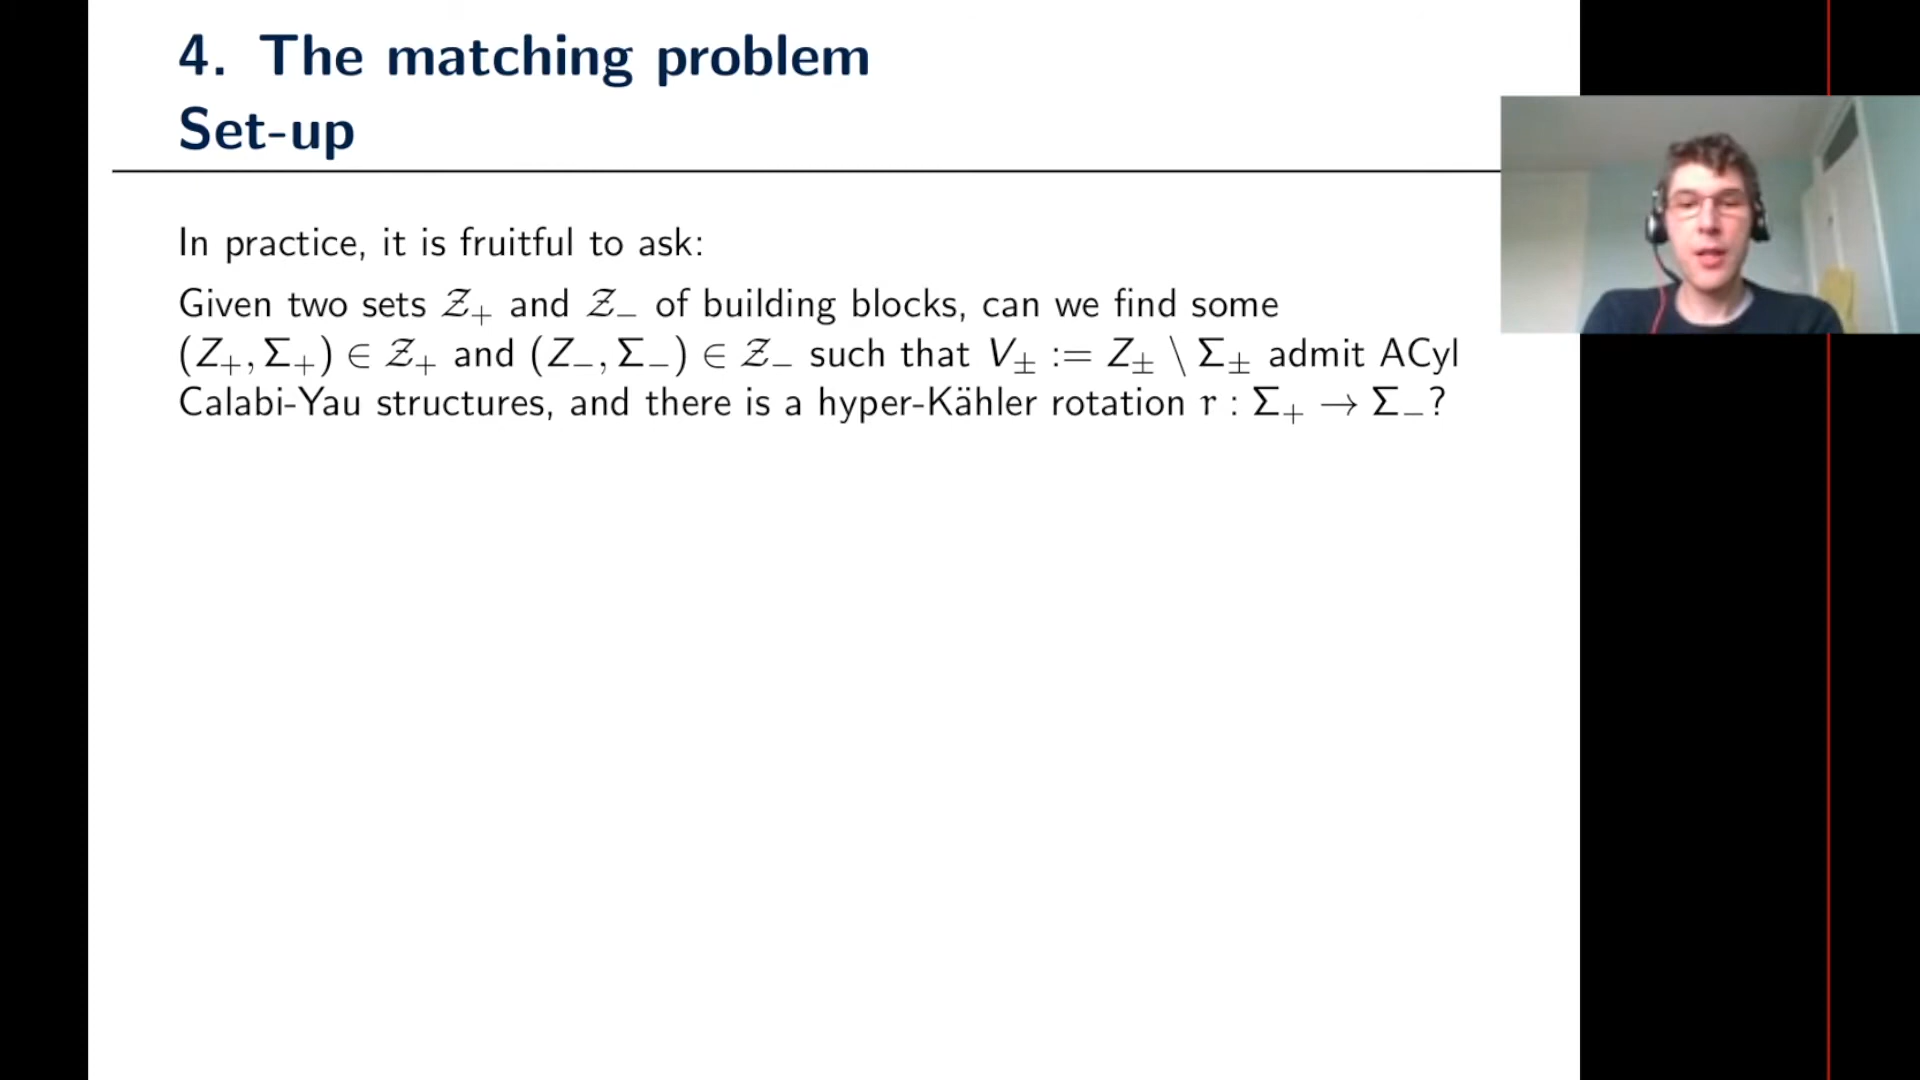 4. The matching problem
Set-up
In practice, it is fruitful to ask:
Given two sets 𝒵₊ and 𝒵₋ of building blocks, can we find some
(Z₊, Σ₊) ∈ 𝒵₊ and (Z₋, Σ₋) ∈ 𝒵₋ such that V± := Z± \ Σ± admit ACyl
Calabi-Yau structures, and there is a hyper-Kähler rotation r : Σ₊ → Σ₋?